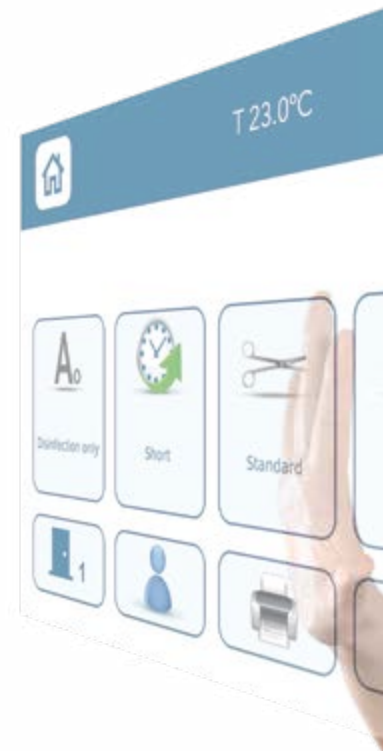 T 23.0°C
A₀
Disinfection only
Short
Standard
1